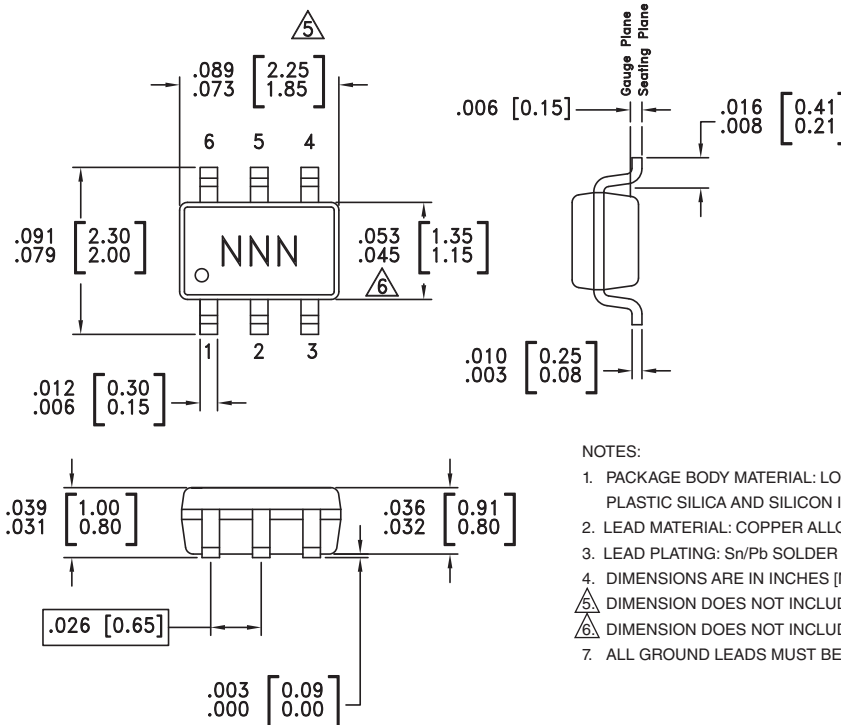 5
.089 [2.25
.073 1.85]
Gauge Plane
Seating Plane
.006 [0.15]
.016 [0.41
.008 0.21]
6 5 4
.091 [2.30
.079 2.00]
NNN
.053 [1.35
.045 1.15]
6
1 2 3
.010 [0.25
.003 0.08]
.012 [0.30
.006 0.15]
.039 [1.00
.031 0.80]
.036 [0.91
.032 0.80]
.026 [0.65]
.003 [0.09
.000 0.00]
NOTES:
1. PACKAGE BODY MATERIAL: LO
PLASTIC SILICA AND SILICON I
2. LEAD MATERIAL: COPPER ALLO
3. LEAD PLATING: Sn/Pb SOLDER
4. DIMENSIONS ARE IN INCHES [
5. DIMENSION DOES NOT INCLUD
6. DIMENSION DOES NOT INCLUD
7. ALL GROUND LEADS MUST BE